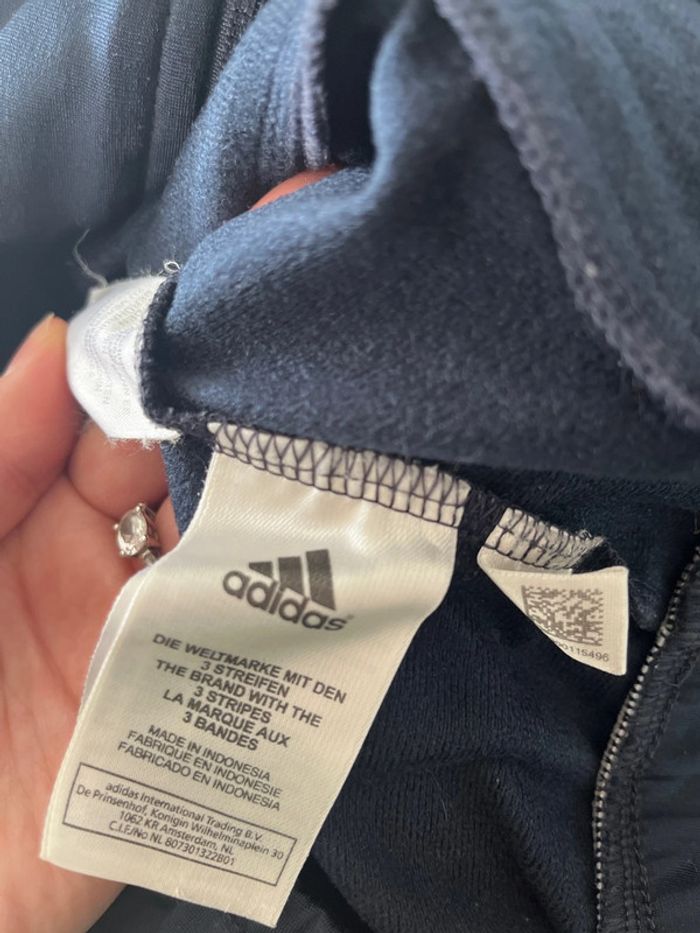 adidas
DIE WELTMARKE MIT DEN
3 STREIFEN
THE BRAND WITH THE
3 STRIPES
LA MARQUE AUX
3 BANDES
MADE IN INDONESIA
FABRIQUE EN INDONESIE
FABRICADO EN INDONESIA
adidas International Trading B.V.
De Prinsenhof, Konigin Wilhelminaplein 30
1062 KR Amsterdam, NL
C.I.F/No NL 807301322B01
00115496